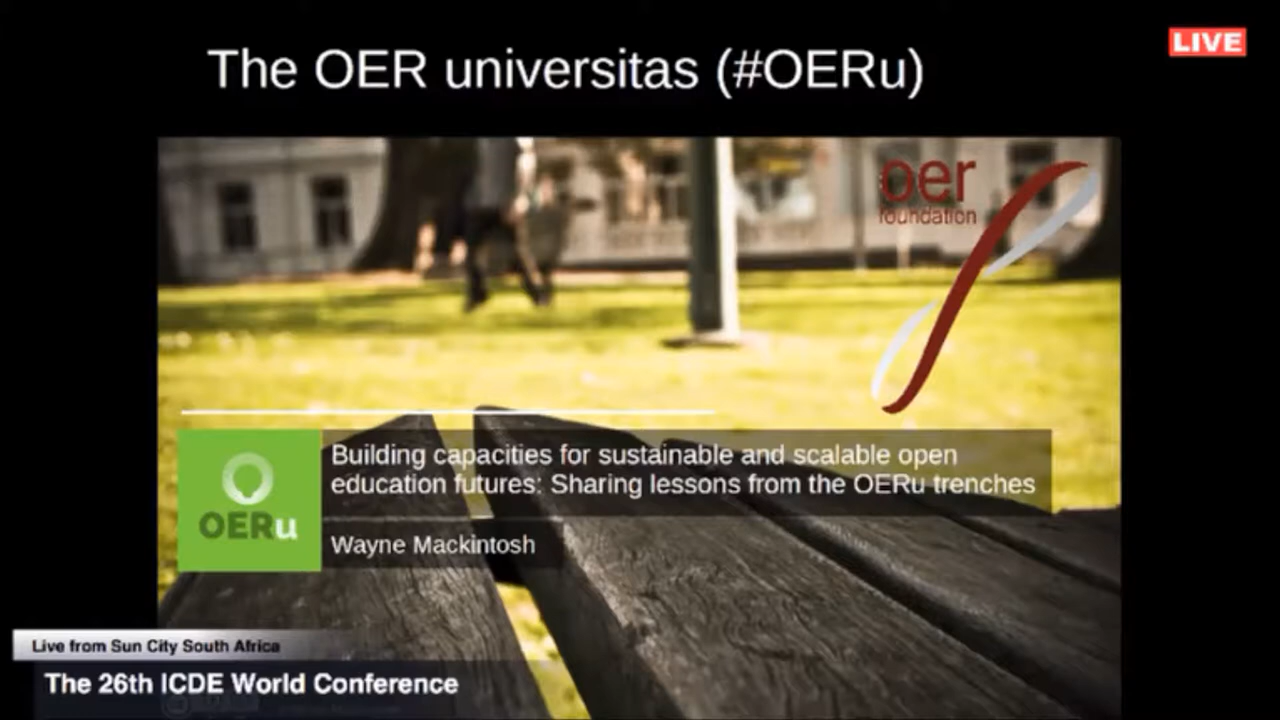 The OER universitas (#OERu)
LIVE
oer
foundation
Building capacities for sustainable and scalable open
education futures: Sharing lessons from the OERu trenches
OERu
Wayne Mackintosh
Live from Sun City South Africa
The 26th ICDE World Conference